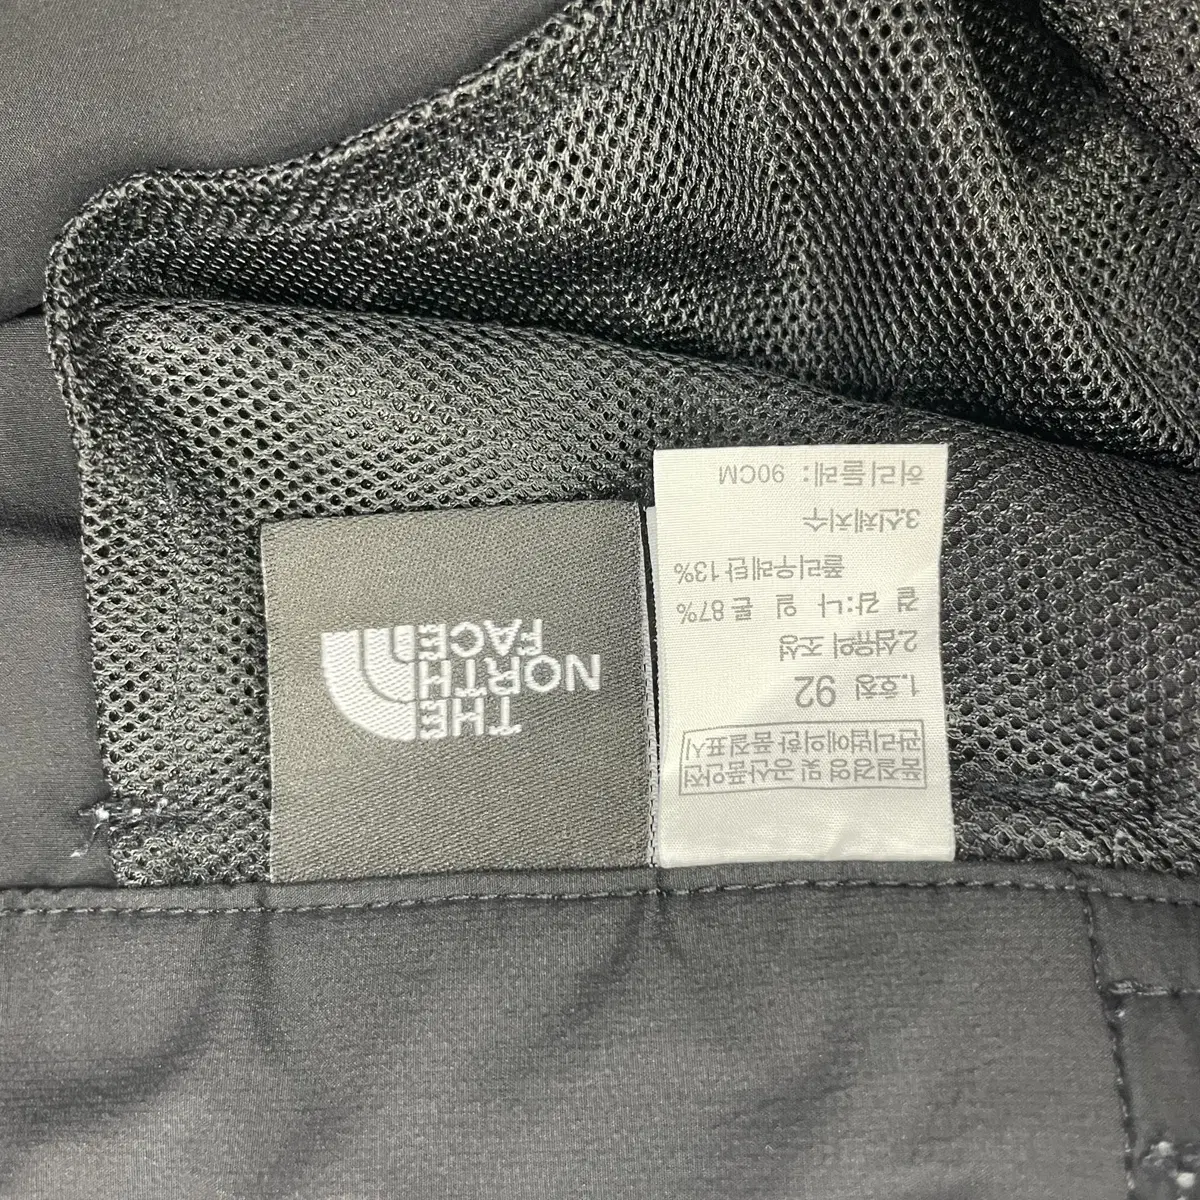 THE
NORTH
FACE
품질경영 및 공산품안전
관리법에의한 품질표시
1.호칭 92
2.섬유의 조성
겉 감:나 일 론 87%
폴리우레탄13%
3.신체치수
허리둘레: 90CM